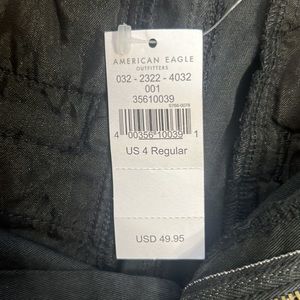 AMERICAN EAGLE
OUTFITTERS
032 - 2322 - 4032
001
35610039
4 00356 10039 1
US 4 Regular
USD 49.95